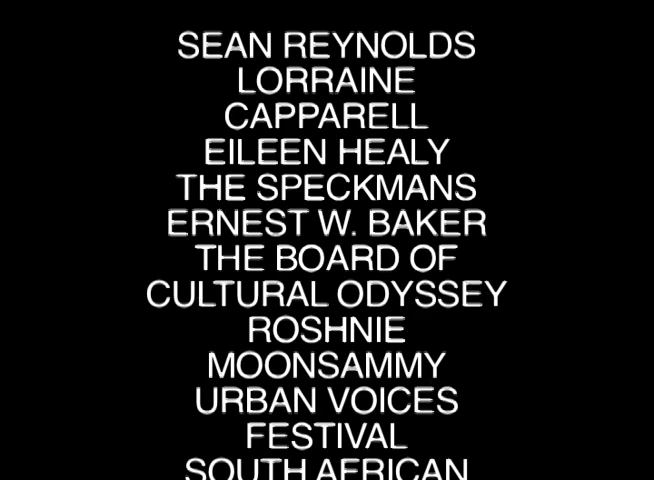 SEAN REYNOLDS
LORRAINE
CAPPARELL
EILEEN HEALY
THE SPECKMANS
ERNEST W. BAKER
THE BOARD OF
CULTURAL ODYSSEY
ROSHNIE
MOONSAMMY
URBAN VOICES
FESTIVAL
SOUTH AFRICAN